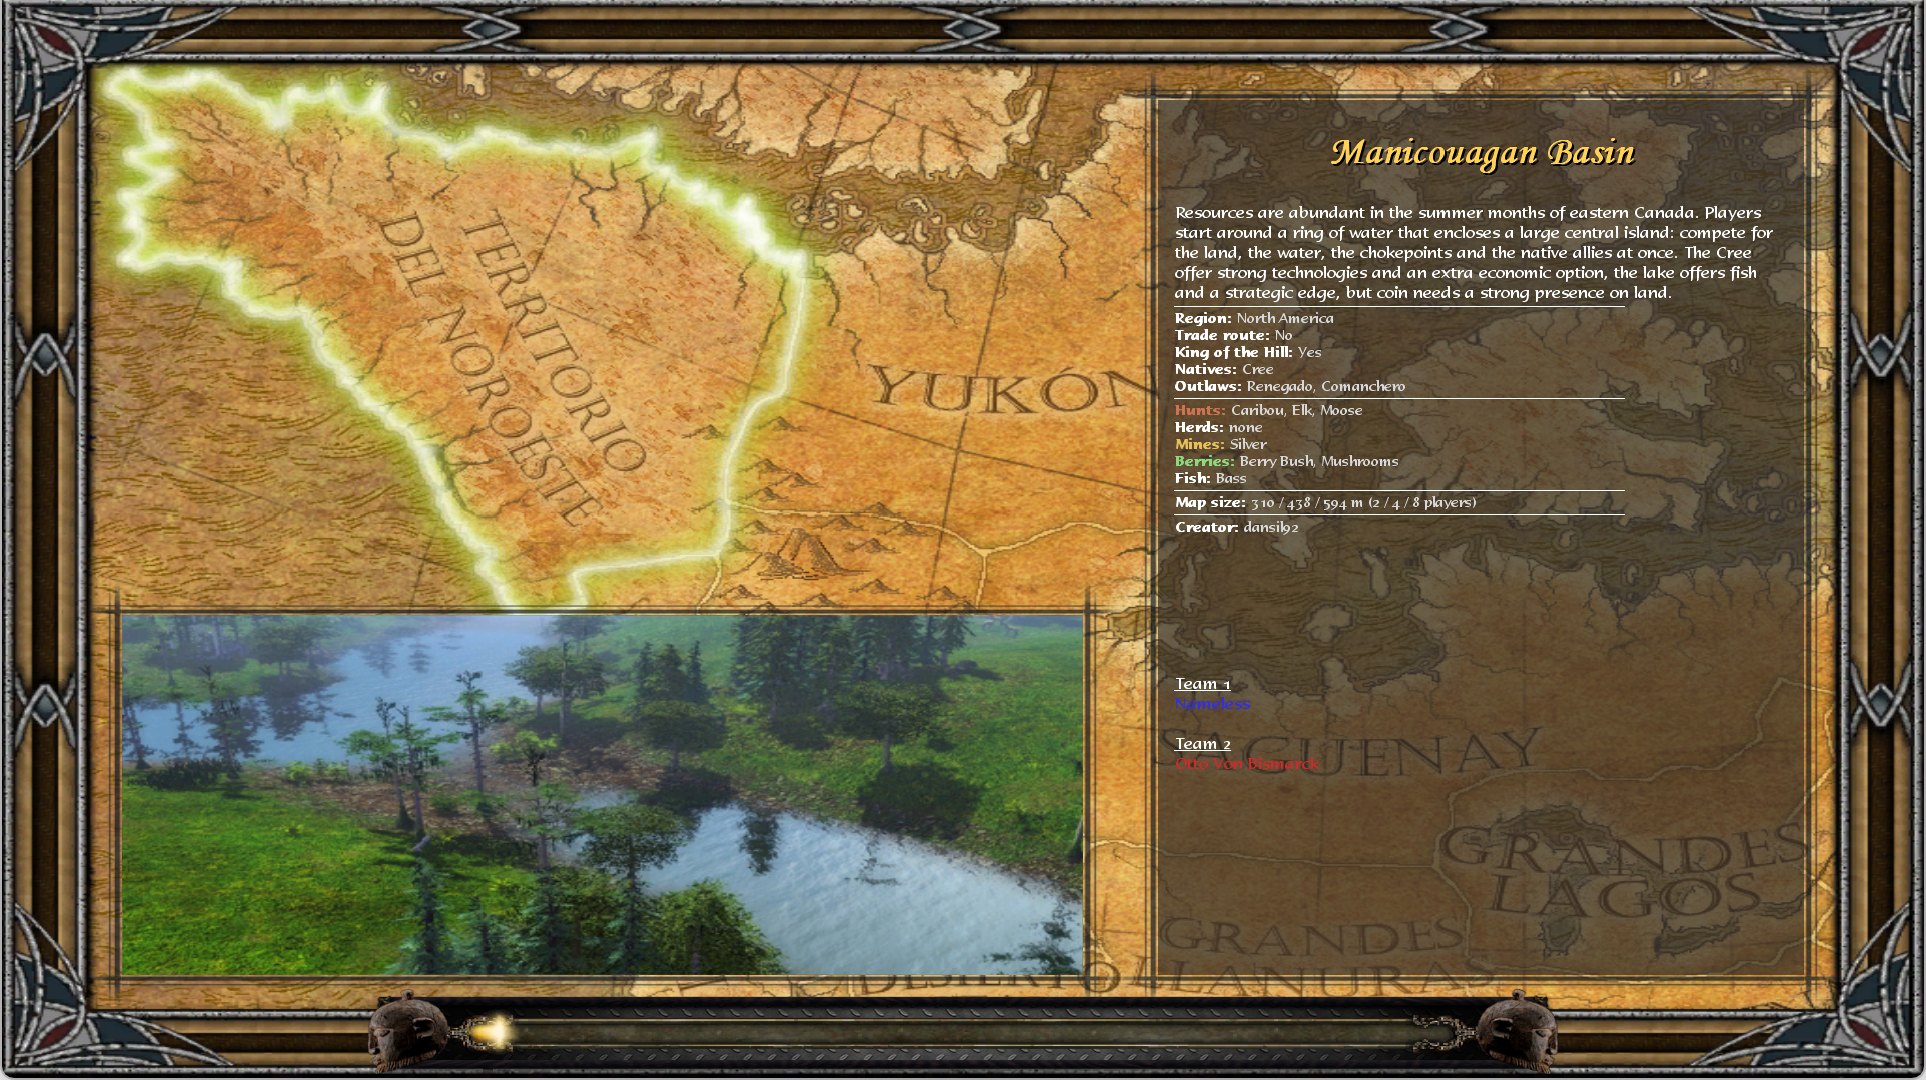 TERRITORIO
DEL NOROESTE
YUKÓN
Manicouagan Basin
Resources are abundant in the summer months of eastern Canada. Players
start around a ring of water that encloses a large central island: compete for
the land, the water, the chokepoints and the native allies at once. The Cree
offer strong technologies and an extra economic option, the lake offers fish
and a strategic edge, but coin needs a strong presence on land.
Region: North America
Trade route: No
King of the Hill: Yes
Natives: Cree
Outlaws: Renegado, Comanchero
Hunts: Caribou, Elk, Moose
Herds: none
Mines: Silver
Berries: Berry Bush, Mushrooms
Fish: Bass
Map size: 310 / 438 / 594 m (2 / 4 / 8 players)
Creator: dansil92
Team 1
Nameless
Team 2
Otto Von Bismarck
SAGUENAY
GRANDES
LAGOS
GRANDES
LLANURAS
DESIERTO